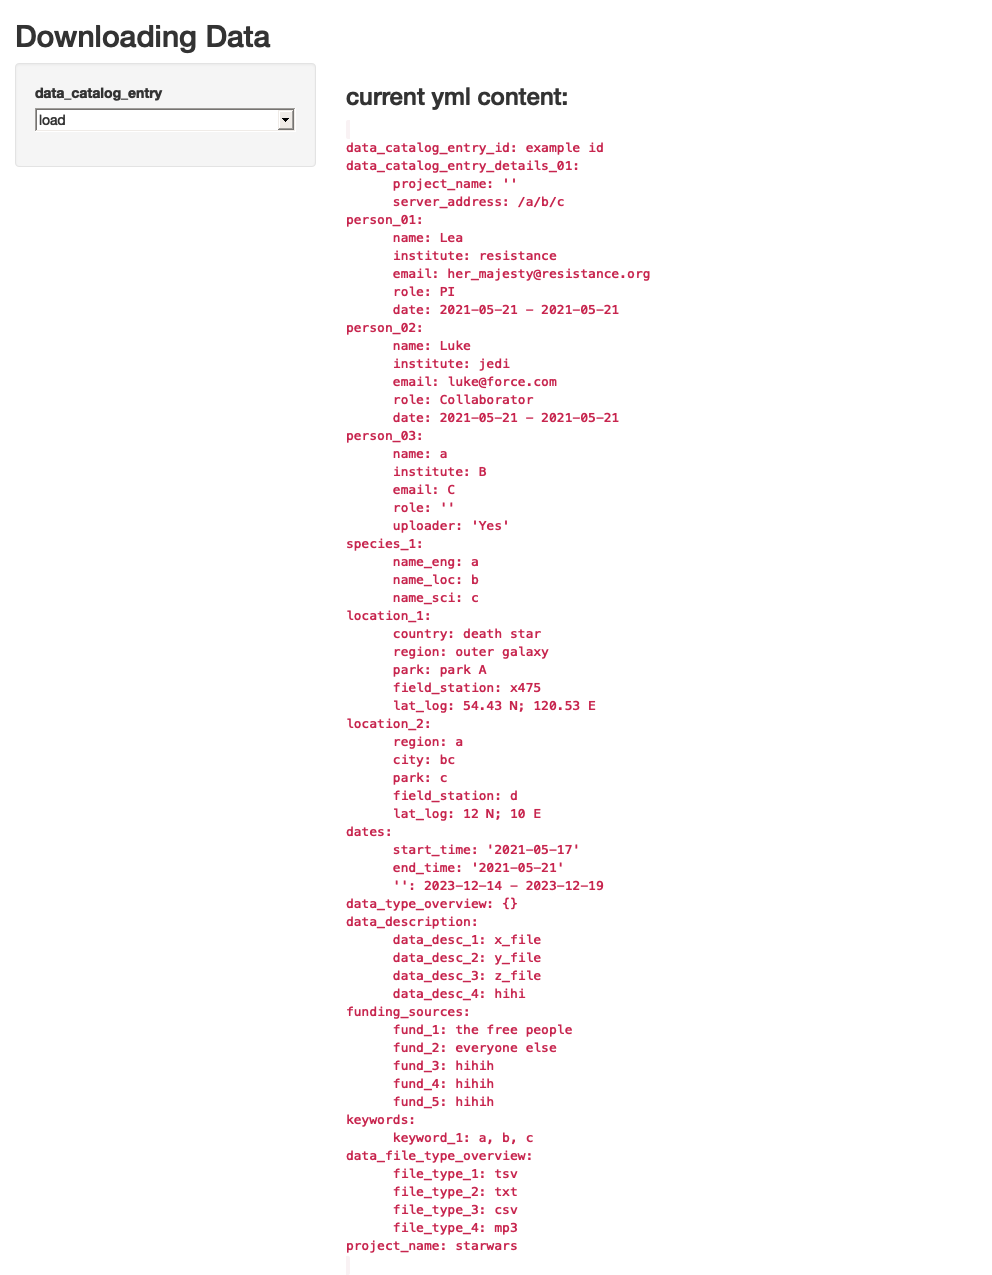 Downloading Data
data_catalog_entry
load
current yml content:
data_catalog_entry_id: example id
data_catalog_entry_details_01:
project_name: ''
server_address: /a/b/c
person_01:
name: Lea
institute: resistance
email: her_majesty@resistance.org
role: PI
date: 2021-05-21 - 2021-05-21
person_02:
name: Luke
institute: jedi
email: luke@force.com
role: Collaborator
date: 2021-05-21 - 2021-05-21
person_03:
name: a
institute: B
email: C
role: ''
uploader: 'Yes'
species_1:
name_eng: a
name_loc: b
name_sci: c
location_1:
country: death star
region: outer galaxy
park: park A
field_station: x475
lat_log: 54.43 N; 120.53 E
location_2:
region: a
city: bc
park: c
field_station: d
lat_log: 12 N; 10 E
dates:
start_time: '2021-05-17'
end_time: '2021-05-21'
'': 2023-12-14 - 2023-12-19
data_type_overview: {}
data_description:
data_desc_1: x_file
data_desc_2: y_file
data_desc_3: z_file
data_desc_4: hihi
funding_sources:
fund_1: the free people
fund_2: everyone else
fund_3: hihih
fund_4: hihih
fund_5: hihih
keywords:
keyword_1: a, b, c
data_file_type_overview:
file_type_1: tsv
file_type_2: txt
file_type_3: csv
file_type_4: mp3
project_name: starwars